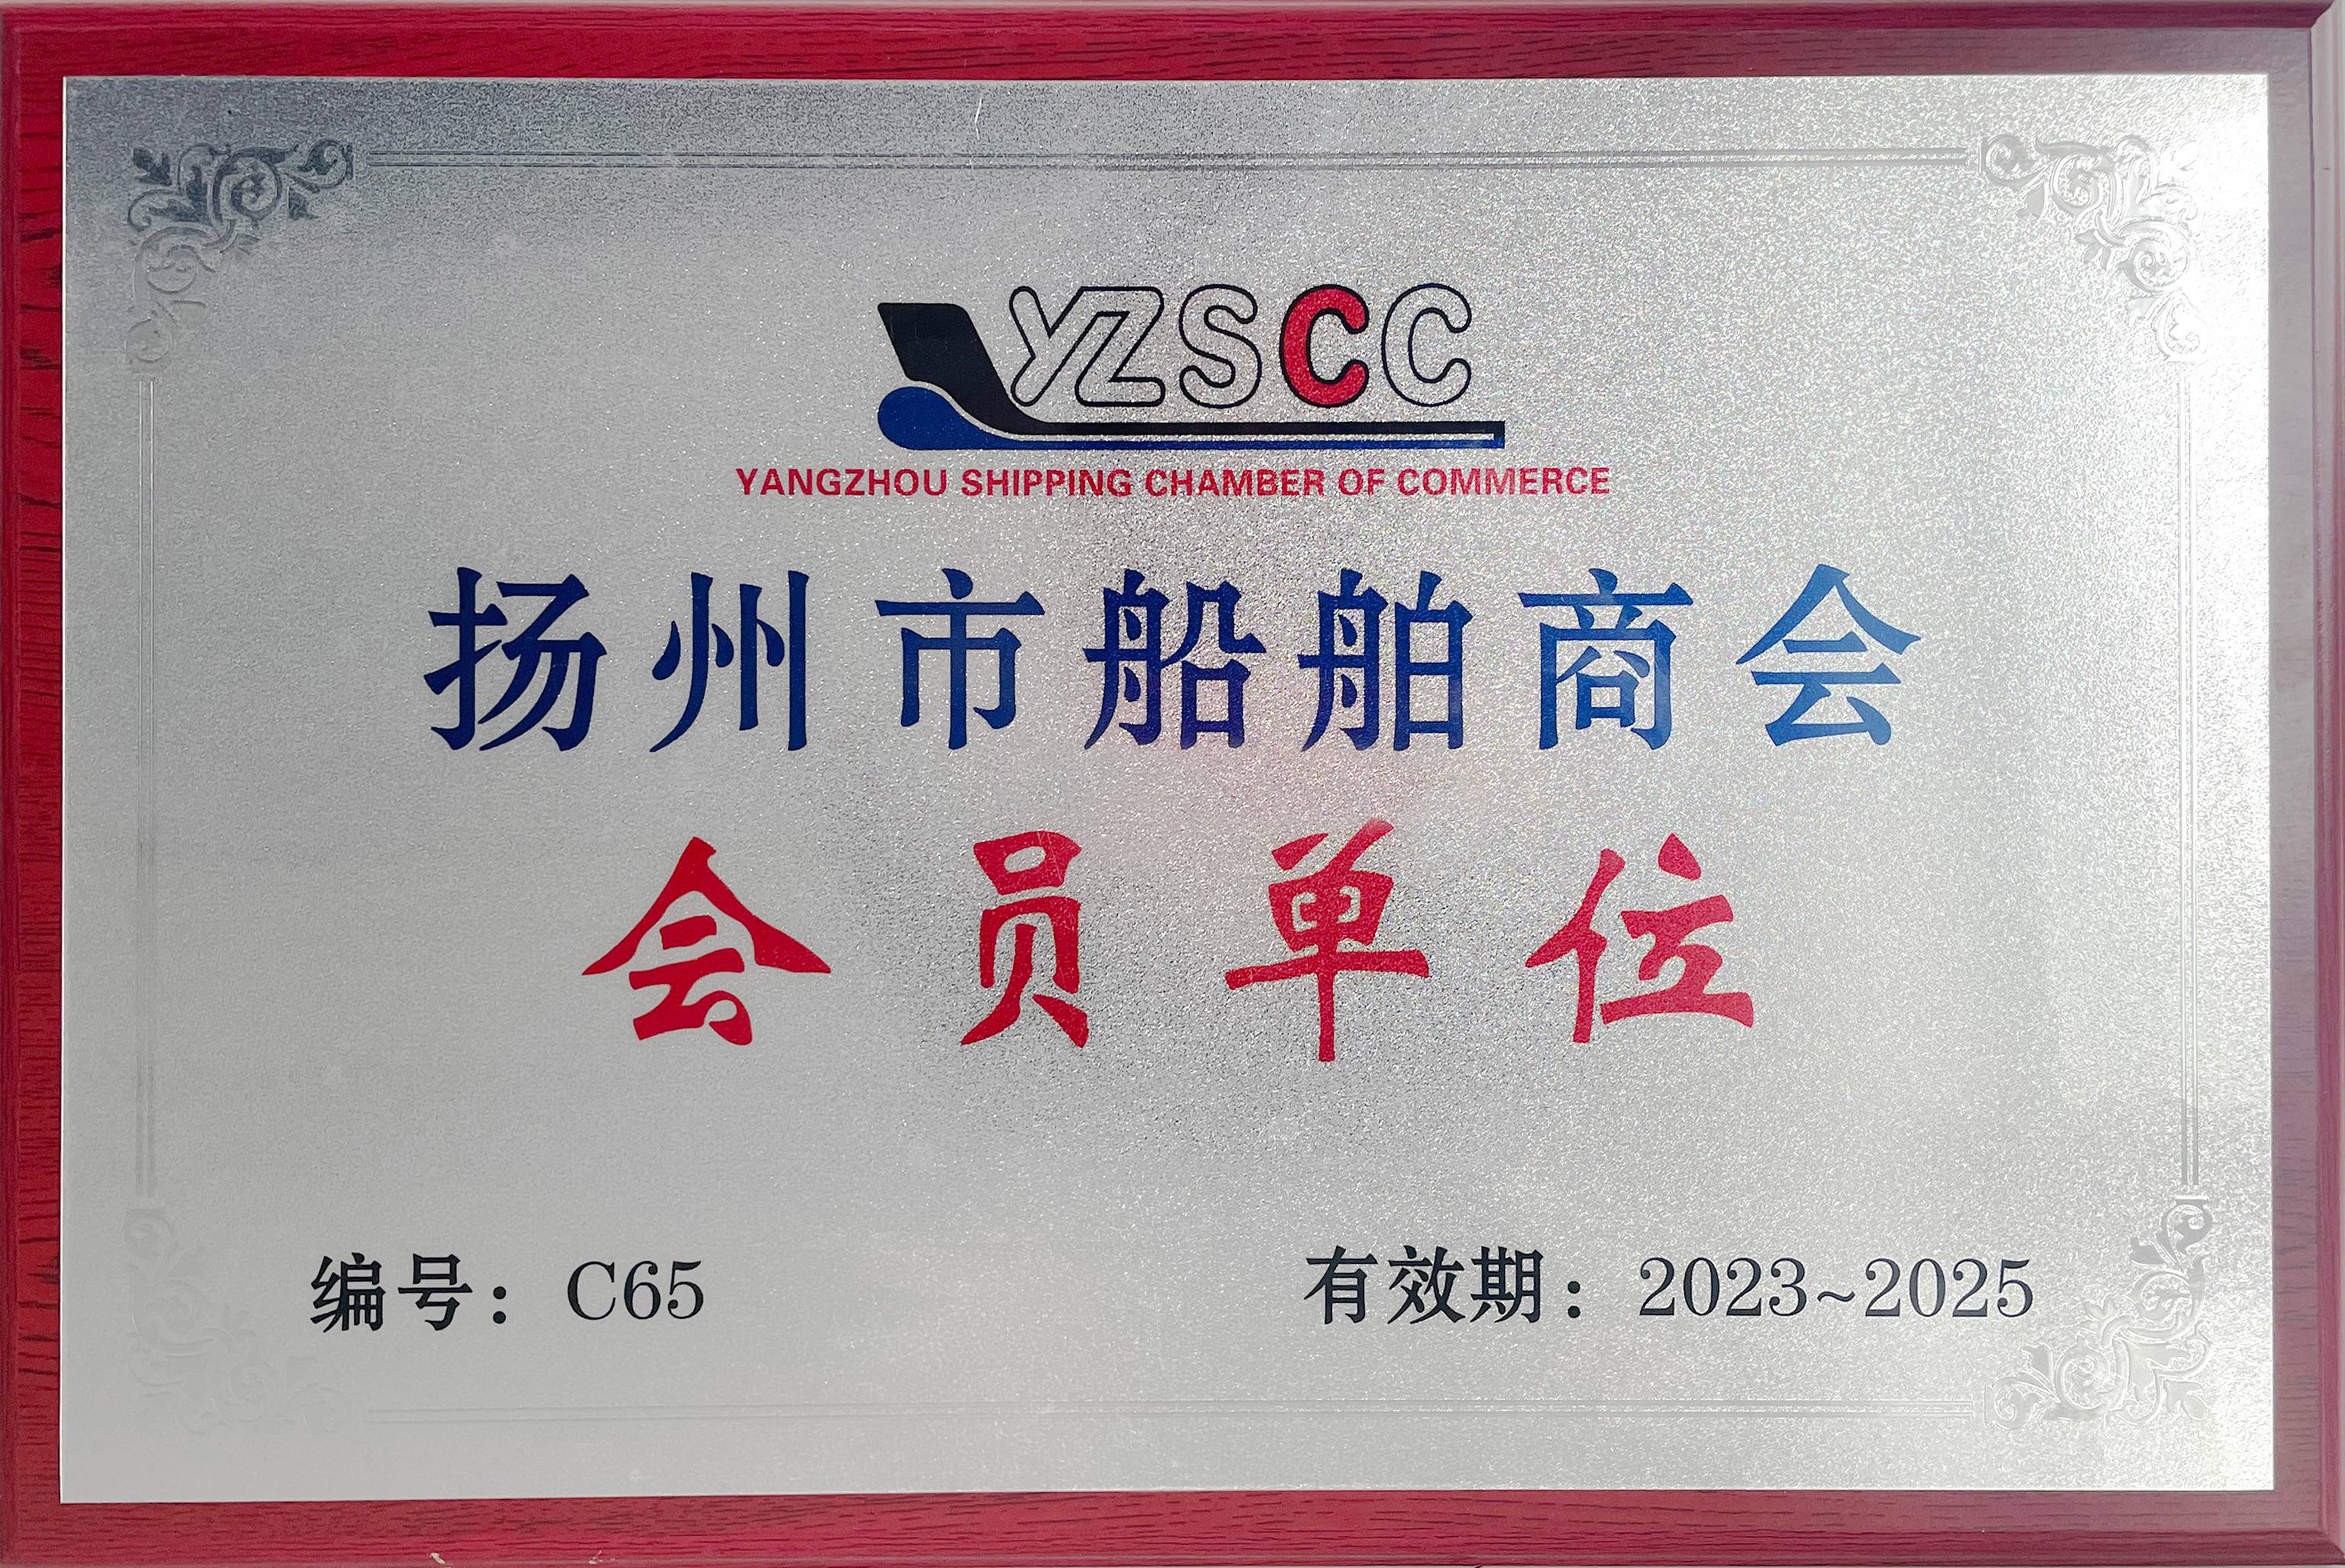 YZSCC
YANGZHOU SHIPPING CHAMBER OF COMMERCE
扬州市船舶商会
会员单位
编号：C65
有效期：2023~2025